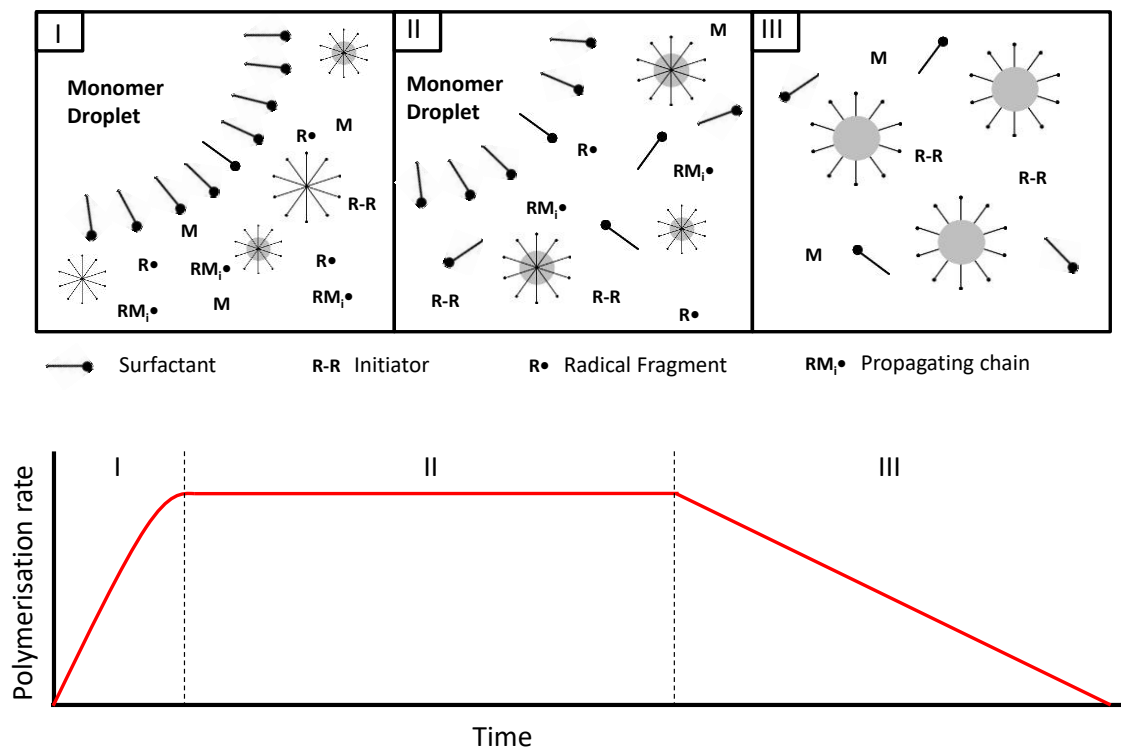 I
II
III
Monomer
Droplet
R●
M
R-R
M
R●
RMi●
R●
RMi●
M
RMi●
M
Monomer
Droplet
R●
RMi●
RMi●
R-R
R-R
R●
M
R-R
R-R
M
Surfactant
R-R Initiator
R● Radical Fragment
RMi● Propagating chain
I
II
III
Polymerisation rate
Time